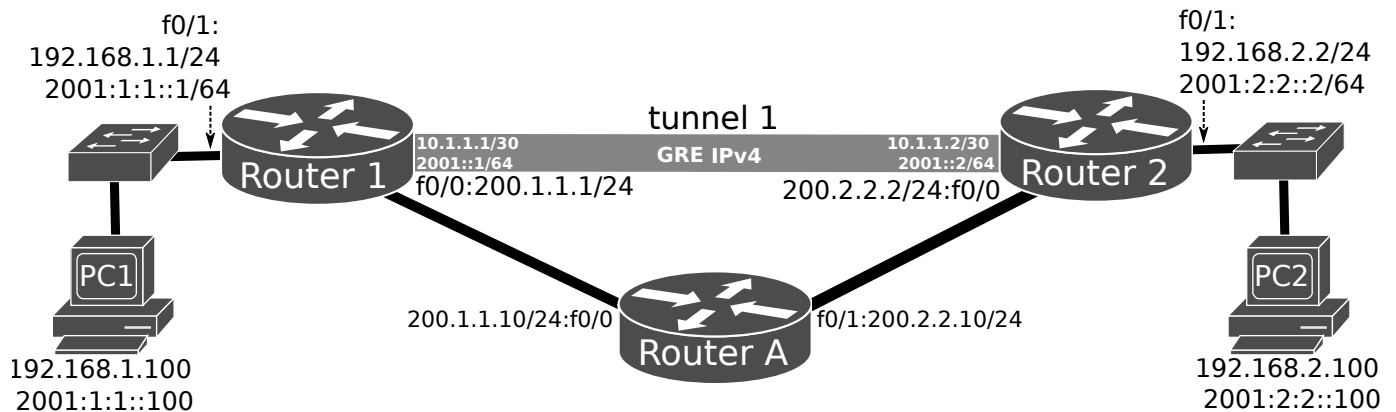 f0/1:
192.168.1.1/24
2001:1:1::1/64
f0/1:
192.168.2.2/24
2001:2:2::2/64
tunnel 1
10.1.1.1/30
2001::1/64
GRE IPv4
10.1.1.2/30
2001::2/64
Router 1
Router 2
f0/0:200.1.1.1/24
200.2.2.2/24:f0/0
PC1
PC2
200.1.1.10/24:f0/0
f0/1:200.2.2.10/24
Router A
192.168.1.100
2001:1:1::100
192.168.2.100
2001:2:2::100